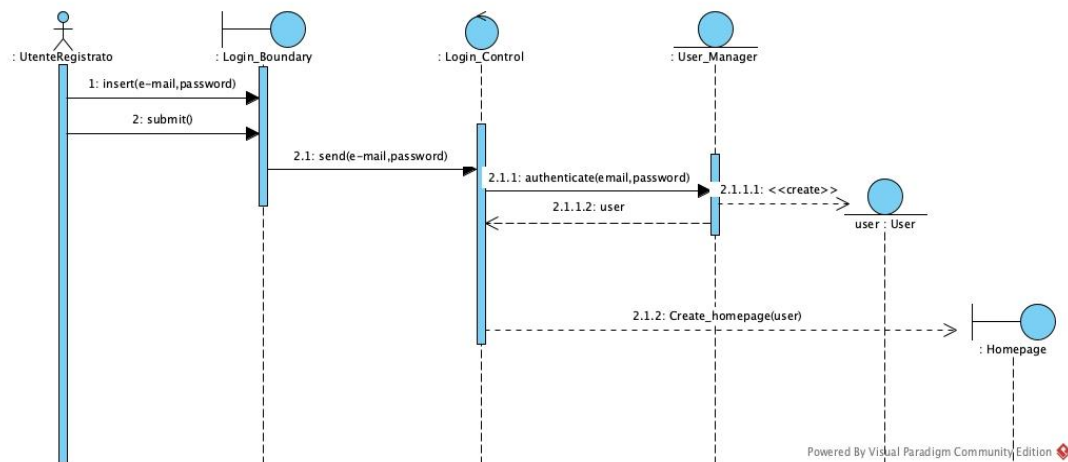 : UtenteRegistrato
: Login_Boundary
: Login_Control
: User_Manager
1: insert(e-mail,password)
2: submit()
2.1: send(e-mail,password)
2.1.1: authenticate(email,password)
2.1.1.1: <<create>>
2.1.1.2: user
user : User
2.1.2: Create_homepage(user)
: Homepage
Powered By Visual Paradigm Community Edition